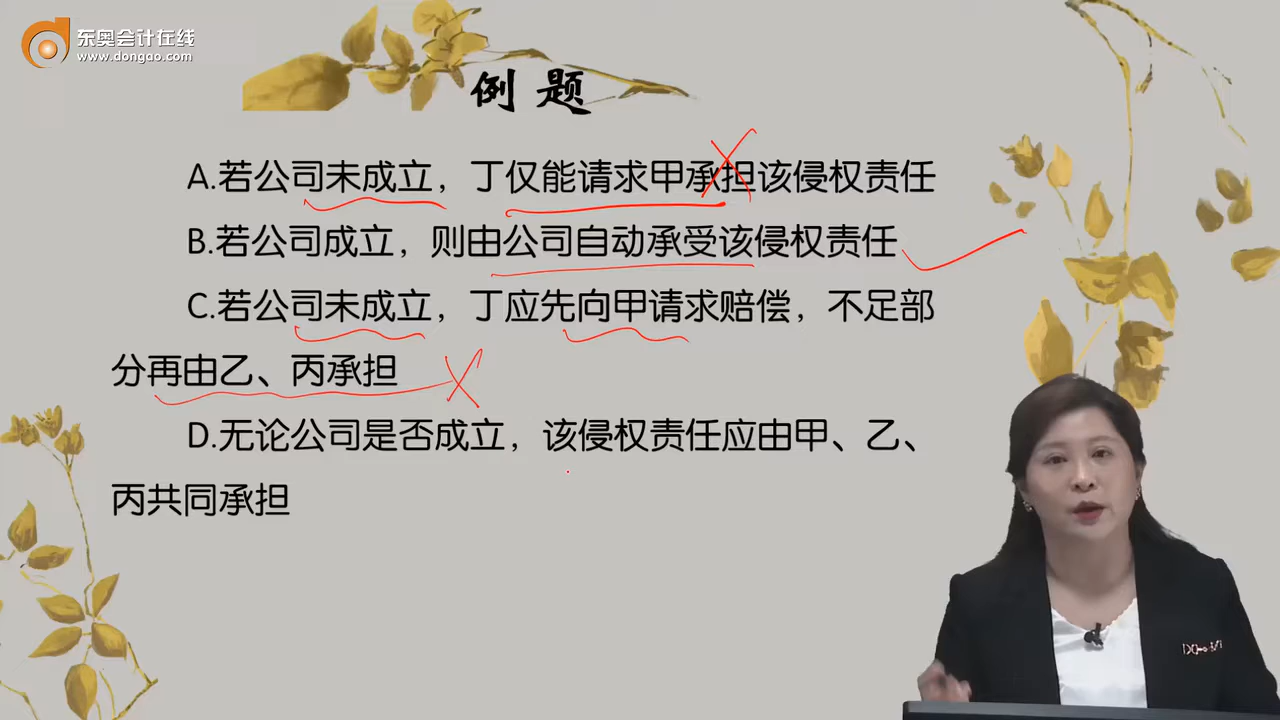 东奥会计在线
www.dongao.com
例题
A.若公司未成立，丁仅能请求甲承担该侵权责任
B.若公司成立，则由公司自动承受该侵权责任
C.若公司未成立，丁应先向甲请求赔偿，不足部
分再由乙、丙承担
D.无论公司是否成立，该侵权责任应由甲、乙、
丙共同承担